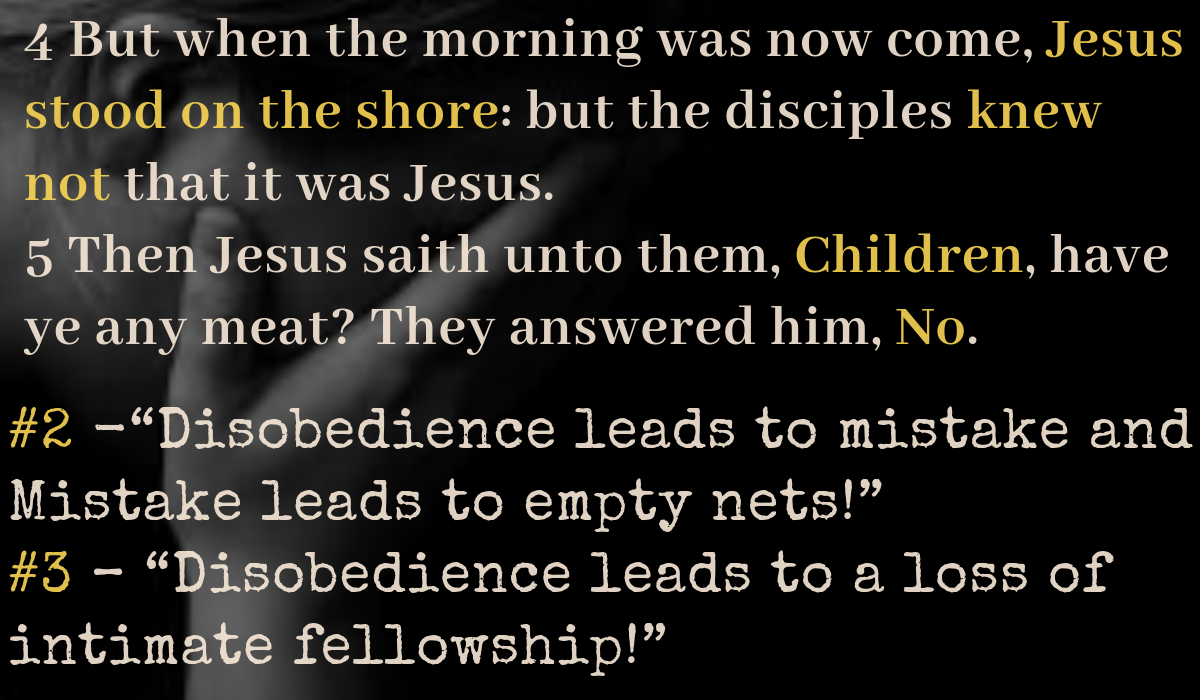 4 But when the morning was now come, Jesus
stood on the shore: but the disciples knew
not that it was Jesus.
5 Then Jesus saith unto them, Children, have
ye any meat? They answered him, No.
#2 –“Disobedience leads to mistake and
Mistake leads to empty nets!”
#3 – “Disobedience leads to a loss of
intimate fellowship!”